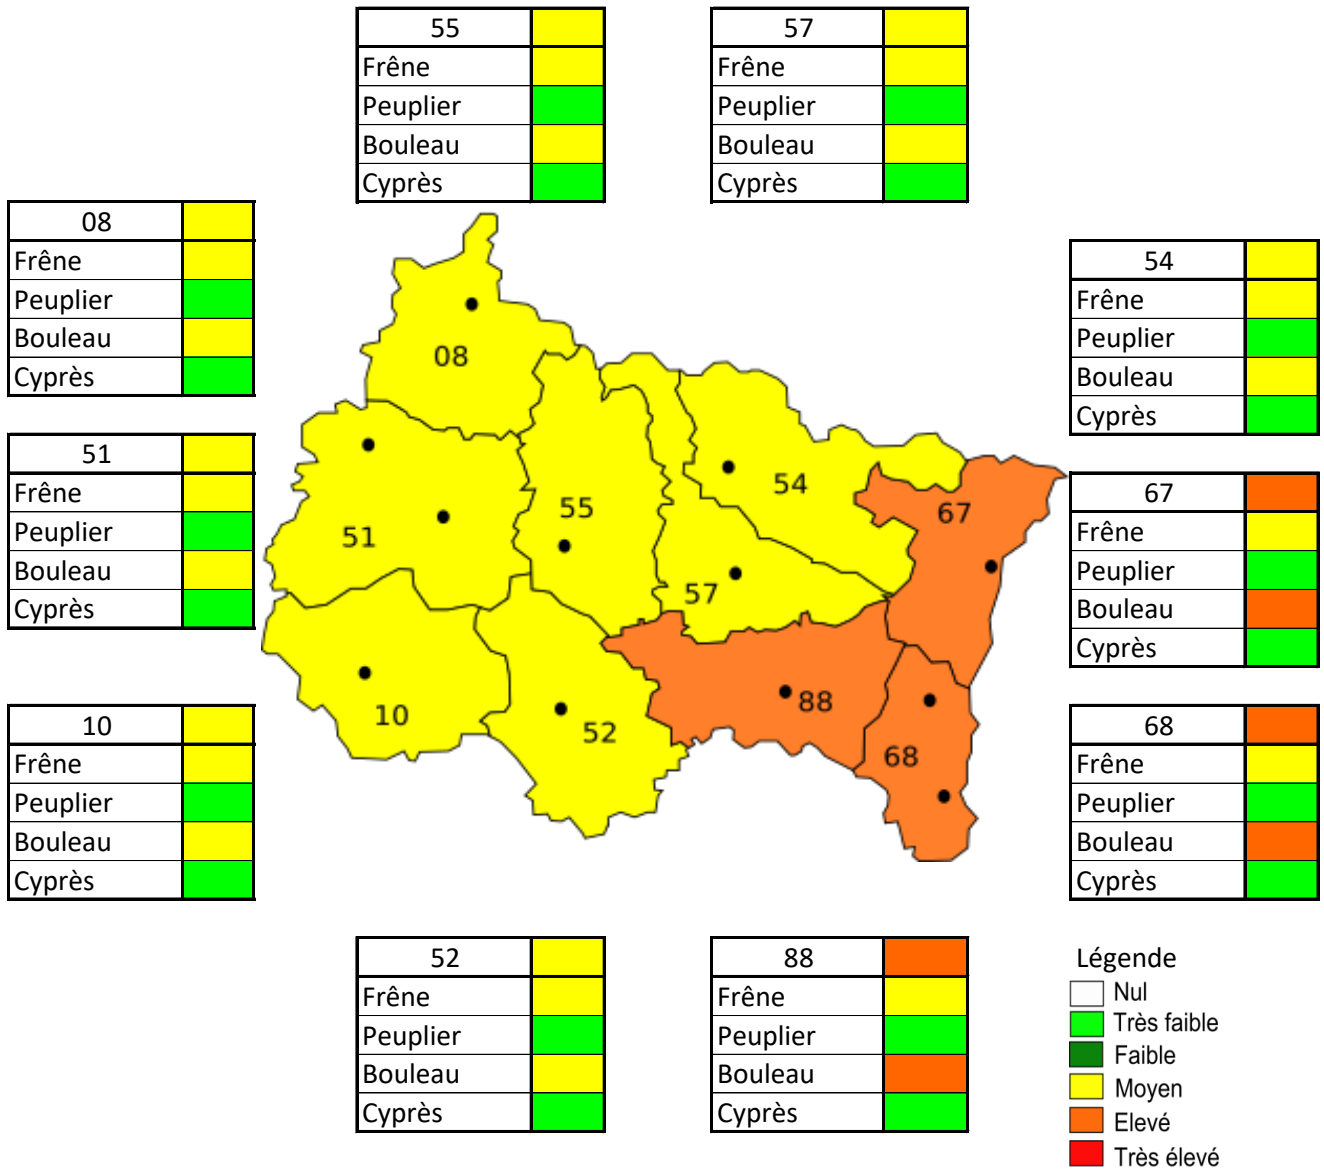 55
Frêne
Peuplier
Bouleau
Cyprès
57
Frêne
Peuplier
Bouleau
Cyprès
08
Frêne
Peuplier
Bouleau
Cyprès
54
Frêne
Peuplier
Bouleau
Cyprès
51
Frêne
Peuplier
Bouleau
Cyprès
67
Frêne
Peuplier
Bouleau
Cyprès
08
54
55
67
51
57
88
10
52
68
10
Frêne
Peuplier
Bouleau
Cyprès
68
Frêne
Peuplier
Bouleau
Cyprès
52
Frêne
Peuplier
Bouleau
Cyprès
88
Frêne
Peuplier
Bouleau
Cyprès
Légende
Nul
Très faible
Faible
Moyen
Elevé
Très élevé